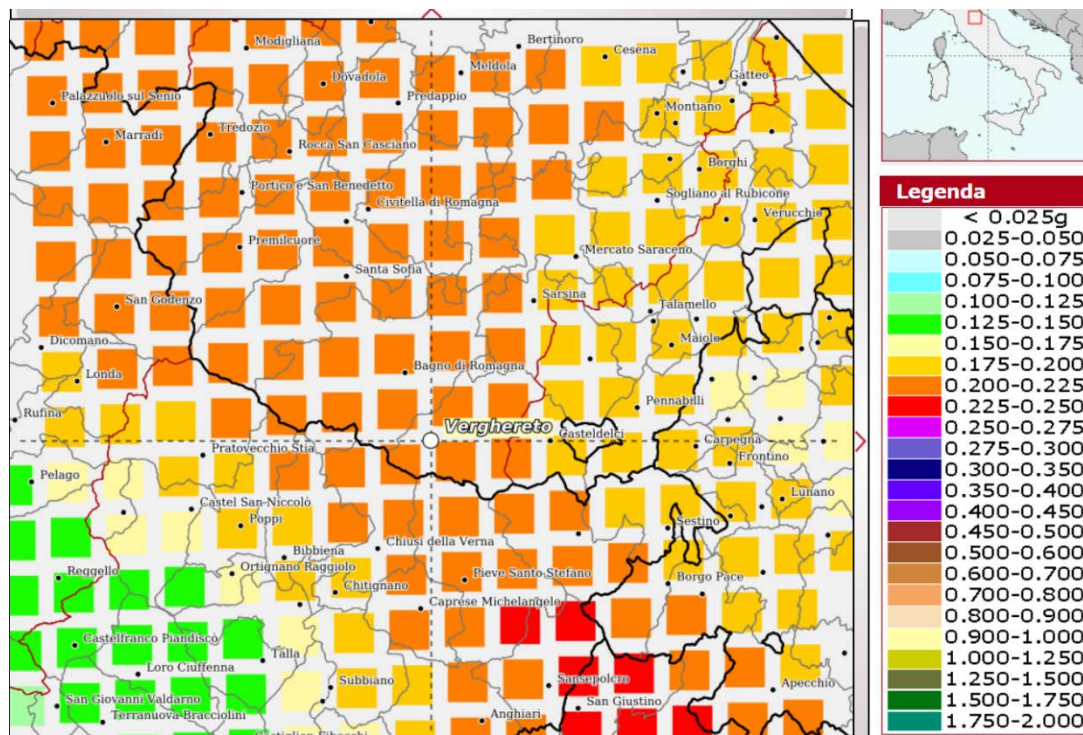 Modigliana
Bertinoro
Cesena
Dovadola
Meldola
Gatteo
Palazzuolo sul Senio
Predappio
Montiano
Marradi
Tredozio
Rocca San Casciano
Borghi
Portico e San Benedetto
Civitella di Romagna
Sogliano al Rubicone
Verucchio
Premilcuore
Mercato Saraceno
Santa Sofia
San Godenzo
Sarsina
Talamello
Dicomano
Maiolo
Londa
Bagno di Romagna
Rufina
Pennabilli
Verghereto
Casteldelci
Carpegna
Pratovecchio Stia
Frontino
Pelago
Castel San Niccolò
Lunano
Poppi
Sestino
Chiusi della Verna
Bibbiena
Reggello
Ortignano Raggiolo
Pieve Santo Stefano
Borgo Pace
Chitignano
Caprese Michelangelo
Castelfranco Piandiscò
Talla
Loro Ciuffenna
Subbiano
Sansepolcro
Apecchio
San Giovanni Valdarno
San Giustino
Terranuova Bracciolini
Anghiari
Castiglion Fibocchi
Legenda
< 0.025g
0.025-0.050
0.050-0.075
0.075-0.100
0.100-0.125
0.125-0.150
0.150-0.175
0.175-0.200
0.200-0.225
0.225-0.250
0.250-0.275
0.275-0.300
0.300-0.350
0.350-0.400
0.400-0.450
0.450-0.500
0.500-0.600
0.600-0.700
0.700-0.800
0.800-0.900
0.900-1.000
1.000-1.250
1.250-1.500
1.500-1.750
1.750-2.000